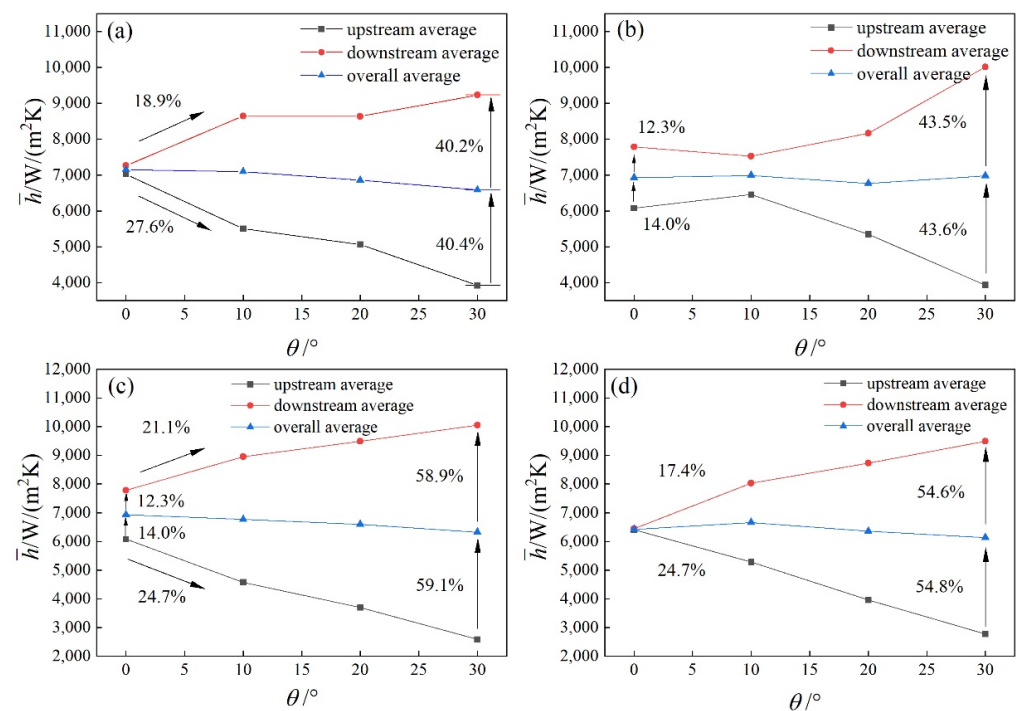 (a)
upstream average
downstream average
overall average
11,000
10,000
9,000
8,000
7,000
6,000
5,000
4,000
18.9%
27.6%
40.2%
40.4%
h̅/W/(m²K)
0 5 10 15 20 25 30
θ/°
(b)
upstream average
downstream average
overall average
11,000
10,000
9,000
8,000
7,000
6,000
5,000
4,000
12.3%
14.0%
43.5%
43.6%
h̅/W/(m²K)
0 5 10 15 20 25 30
θ/°
(c)
upstream average
downstream average
overall average
12,000
11,000
10,000
9,000
8,000
7,000
6,000
5,000
4,000
3,000
2,000
21.1%
12.3%
14.0%
24.7%
58.9%
59.1%
h̅/W/(m²K)
0 5 10 15 20 25 30
θ/°
(d)
upstream average
downstream average
overall average
12,000
11,000
10,000
9,000
8,000
7,000
6,000
5,000
4,000
3,000
2,000
17.4%
24.7%
54.6%
54.8%
h̅/W/(m²K)
0 5 10 15 20 25 30
θ/°